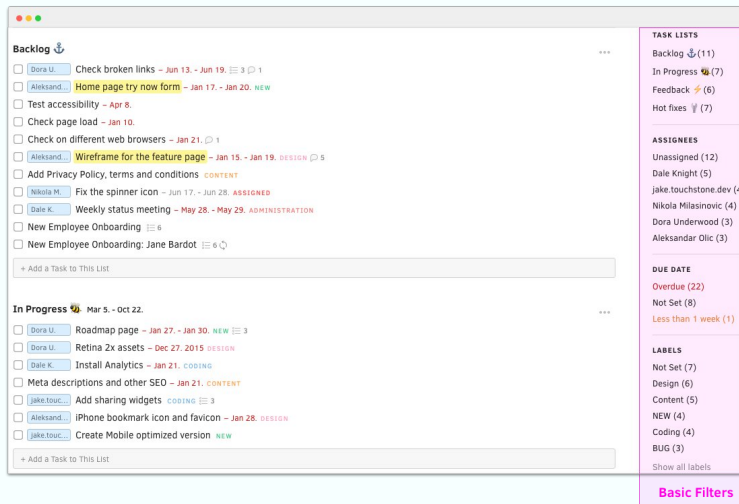 Backlog ⚓
Dora U. Check broken links – Jun 13. - Jun 19. 3 1
Aleksand... Home page try now form – Jan 17. - Jan 20. NEW
Test accessibility – Apr 8.
Check page load – Jan 10.
Check on different web browsers – Jan 21. 1
Aleksand... Wireframe for the feature page – Jan 15. - Jan 19. DESIGN 5
Add Privacy Policy, terms and conditions CONTENT
Nikola M. Fix the spinner icon – Jun 17. - Jun 28. ASSIGNED
Dale K. Weekly status meeting – May 28. - May 29. ADMINISTRATION
New Employee Onboarding 6
New Employee Onboarding: Jane Bardot 6
+ Add a Task to This List
In Progress 🐝 Mar 5. - Oct 22.
Dora U. Roadmap page – Jan 27. - Jan 30. NEW 3
Dora U. Retina 2x assets – Dec 27. 2015 DESIGN
Dale K. Install Analytics – Jan 21. CODING
Meta descriptions and other SEO – Jan 21. CONTENT
jake.touc... Add sharing widgets CODING 3
Aleksand... iPhone bookmark icon and favicon – Jan 28. DESIGN
jake.touc... Create Mobile optimized version NEW
+ Add a Task to This List
TASK LISTS
Backlog ⚓ (11)
In Progress 🐝 (7)
Feedback ⚡ (6)
Hot fixes (7)
ASSIGNEES
Unassigned (12)
Dale Knight (5)
jake.touchstone.dev (4
Nikola Milasinovic (4)
Dora Underwood (3)
Aleksandar Olic (3)
DUE DATE
Overdue (22)
Not Set (8)
Less than 1 week (1)
LABELS
Not Set (7)
Design (6)
Content (5)
NEW (4)
Coding (4)
BUG (3)
Show all labels
Basic Filters